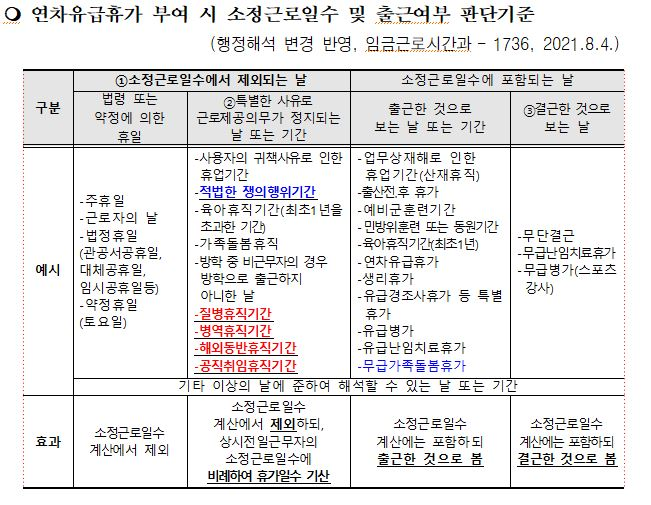 ❍ 연차유급휴가 부여 시 소정근로일수 및 출근여부 판단기준
(행정해석 변경 반영, 임금근로시간과 - 1736, 2021.8.4.)
구분
①소정근로일수에서 제외되는 날
소정근로일수에 포함되는 날
법령 또는
약정에 의한
휴일
②특별한 사유로
근로제공의무가 정지되는
날 또는 기간
출근한 것으로
보는 날 또는 기간
③결근한 것으로
보는 날
예시
-주휴일
-근로자의 날
-법정휴일
(관공서공휴일,
대체공휴일,
임시공휴일등)
-약정휴일
(토요일)
-사용자의 귀책사유로 인한
휴업기간
-적법한 쟁의행위기간
-육아휴직기간(최초1년을
초과한 기간)
-가족돌봄휴직
-방학 중 비근무자의 경우
방학으로 출근하지
아니한 날
-질병휴직기간
-병역휴직기간
-해외동반휴직기간
-공직취임휴직기간
-업무상재해로 인한
휴업기간(산재휴직)
-출산전.후 휴가
-예비군훈련기간
-민방위훈련 또는 동원기간
-육아휴직기간(최초1년)
-연차유급휴가
-생리휴가
-유급경조사휴가 등 특별
휴가
-유급병가
-유급난임치료휴가
-무급가족돌봄휴가
-무단결근
-무급난임치료휴가
-무급병가(스포츠
강사)
기타 이상의 날에 준하여 해석할 수 있는 날 또는 기간
효과
소정근로일수
계산에서 제외
소정근로일수
계산에서 제외하되,
상시전일근무자의
소정근로일수에
비례하여 휴가일수 기산
소정근로일수
계산에는 포함하되
출근한 것으로 봄
소정근로일수
계산에는 포함하되
결근한 것으로 봄